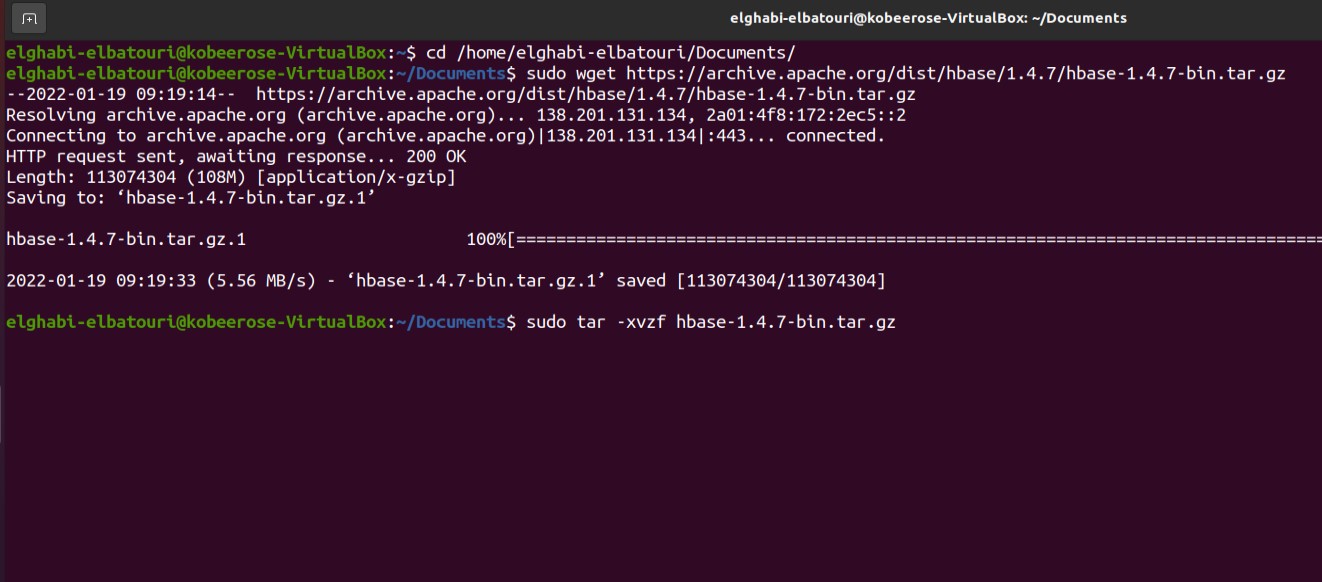 elghabi-elbatouri@kobeerose-VirtualBox: ~/Documents
elghabi-elbatouri@kobeerose-VirtualBox:~$ cd /home/elghabi-elbatouri/Documents/
elghabi-elbatouri@kobeerose-VirtualBox:~/Documents$ sudo wget https://archive.apache.org/dist/hbase/1.4.7/hbase-1.4.7-bin.tar.gz
--2022-01-19 09:19:14--  https://archive.apache.org/dist/hbase/1.4.7/hbase-1.4.7-bin.tar.gz
Resolving archive.apache.org (archive.apache.org)... 138.201.131.134, 2a01:4f8:172:2ec5::2
Connecting to archive.apache.org (archive.apache.org)|138.201.131.134|:443... connected.
HTTP request sent, awaiting response... 200 OK
Length: 113074304 (108M) [application/x-gzip]
Saving to: ‘hbase-1.4.7-bin.tar.gz.1’
hbase-1.4.7-bin.tar.gz.1 100%[=================================================================================
2022-01-19 09:19:33 (5.56 MB/s) - ‘hbase-1.4.7-bin.tar.gz.1’ saved [113074304/113074304]
elghabi-elbatouri@kobeerose-VirtualBox:~/Documents$ sudo tar -xvzf hbase-1.4.7-bin.tar.gz